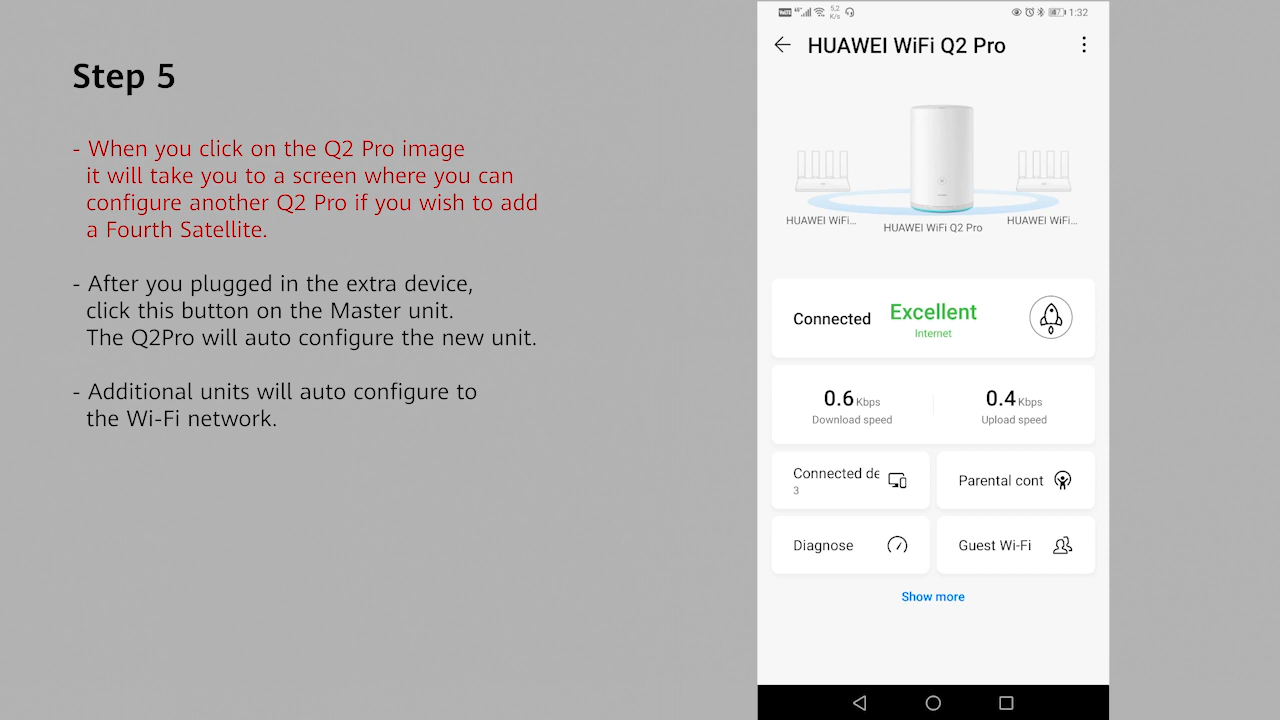 Step 5
- When you click on the Q2 Pro image
it will take you to a screen where you can
configure another Q2 Pro if you wish to add
a Fourth Satellite.
- After you plugged in the extra device,
click this button on the Master unit.
The Q2Pro will auto configure the new unit.
- Additional units will auto configure to
the Wi-Fi network.
5,2
K/s
1:32
HUAWEI WiFi Q2 Pro
HUAWEI WiFi...
HUAWEI WiFi Q2 Pro
HUAWEI WiFi...
Connected
Excellent
Internet
0.6 Kbps
Download speed
0.4 Kbps
Upload speed
Connected de
3
Parental cont
Diagnose
Guest Wi-Fi
Show more